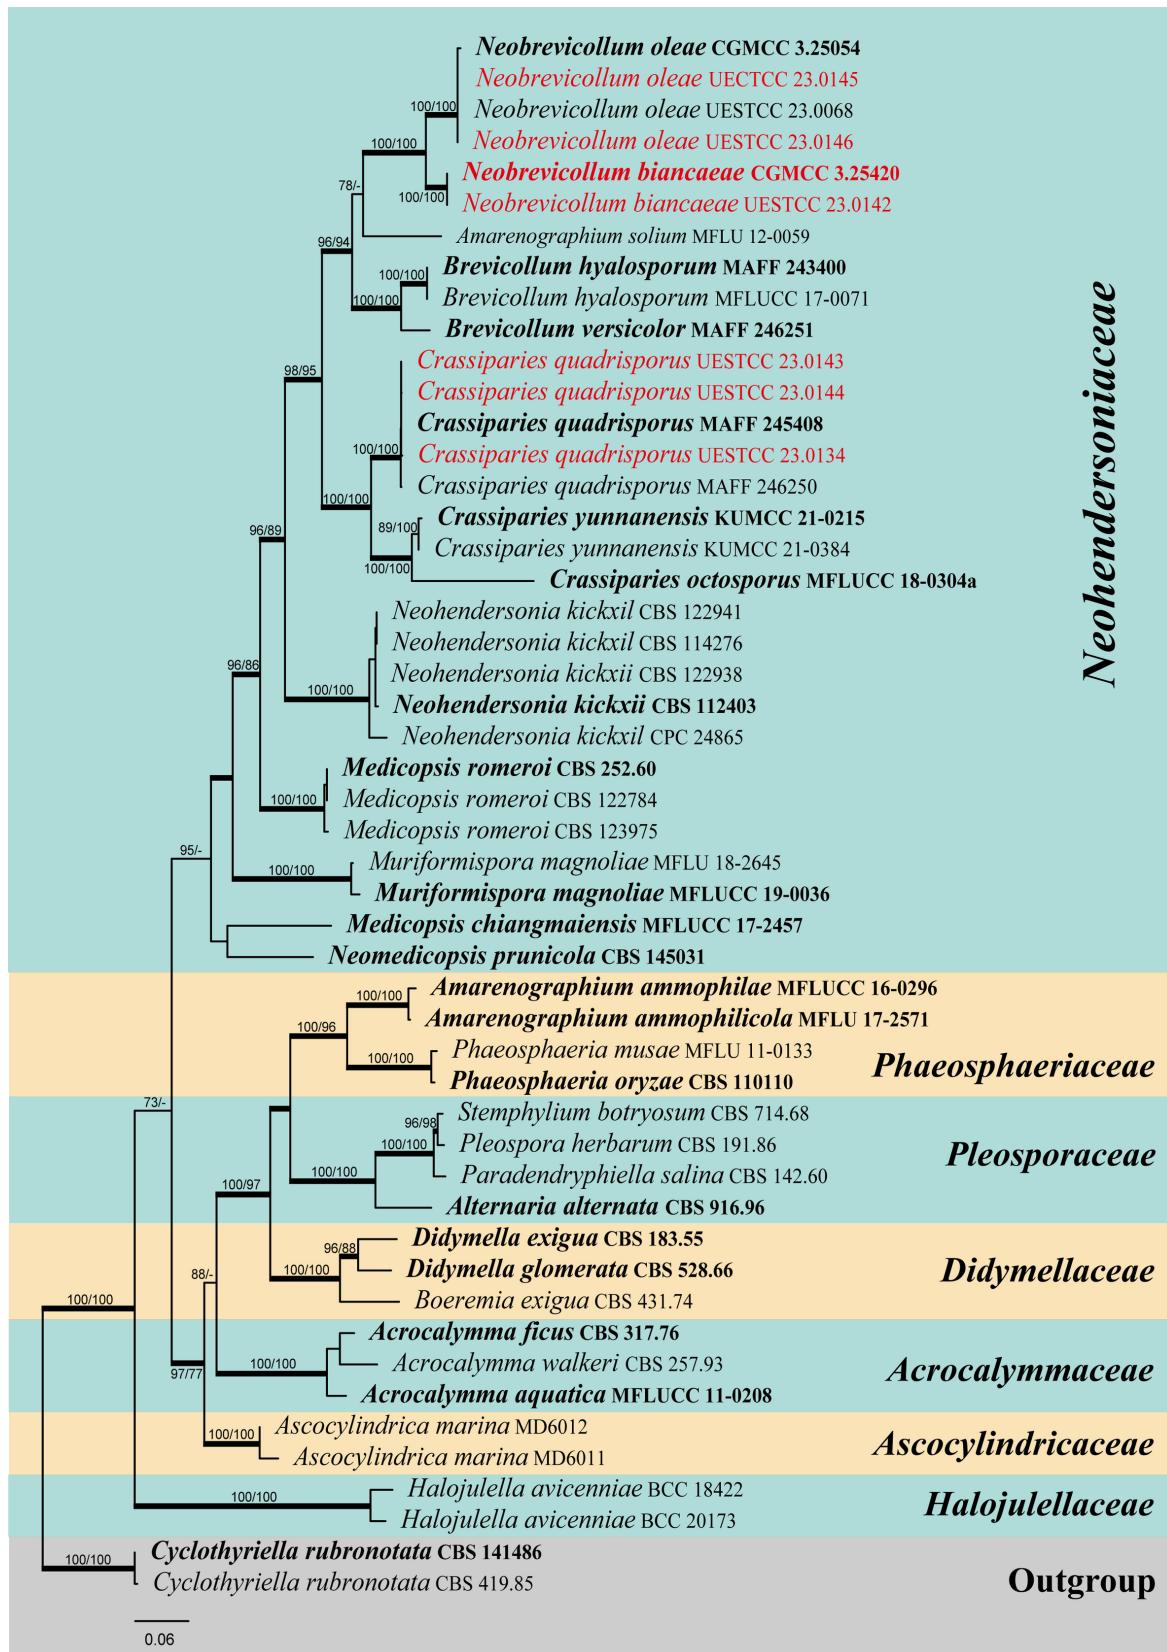 Neobrevicollum oleae CGMCC 3.25054
Neobrevicollum oleae UECTCC 23.0145
100/100
Neobrevicollum oleae UESTCC 23.0068
Neobrevicollum oleae UESTCC 23.0146
100/100
Neobrevicollum biancaeae CGMCC 3.25420
78/-
100/100
Neobrevicollum biancaeae UESTCC 23.0142
Amarenographium solium MFLU 12-0059
96/94
100/100
Brevicollum hyalosporum MAFF 243400
Brevicollum hyalosporum MFLUCC 17-0071
100/100
Brevicollum versicolor MAFF 246251
Crassiparies quadrisporus UESTCC 23.0143
98/95
Crassiparies quadrisporus UESTCC 23.0144
Crassiparies quadrisporus MAFF 245408
100/100
Crassiparies quadrisporus UESTCC 23.0134
Crassiparies quadrisporus MAFF 246250
100/100
Crassiparies yunnanensis KUMCC 21-0215
89/100
96/89
Crassiparies yunnanensis KUMCC 21-0384
100/100
Crassiparies octosporus MFLUCC 18-0304a
Neohendersonia kickxil CBS 122941
Neohendersonia kickxil CBS 114276
96/86
Neohendersonia kickxii CBS 122938
100/100
Neohendersonia kickxii CBS 112403
Neohendersonia kickxil CPC 24865
Medicopsis romeroi CBS 252.60
100/100
Medicopsis romeroi CBS 122784
Medicopsis romeroi CBS 123975
95/-
Muriformispora magnoliae MFLU 18-2645
100/100
Muriformispora magnoliae MFLUCC 19-0036
Medicopsis chiangmaiensis MFLUCC 17-2457
Neomedicopsis prunicola CBS 145031
Neohendersoniaceae
Amarenographium ammophilae MFLUCC 16-0296
100/100
Amarenographium ammophilicola MFLU 17-2571
100/96
Phaeosphaeria musae MFLU 11-0133
100/100
Phaeosphaeria oryzae CBS 110110
Phaeosphaeriaceae
73/-
Stemphylium botryosum CBS 714.68
96/98
Pleospora herbarum CBS 191.86
100/100
Paradendryphiella salina CBS 142.60
100/100
Alternaria alternata CBS 916.96
Pleosporaceae
100/97
Didymella exigua CBS 183.55
96/88
Didymella glomerata CBS 528.66
100/100
Boeremia exigua CBS 431.74
Didymellaceae
88/-
100/100
Acrocalymma ficus CBS 317.76
Acrocalymma walkeri CBS 257.93
100/100
97/77
Acrocalymma aquatica MFLUCC 11-0208
Acrocalymmaceae
Ascocylindrica marina MD6012
100/100
Ascocylindrica marina MD6011
Ascocylindricaceae
Halojulella avicenniae BCC 18422
100/100
Halojulella avicenniae BCC 20173
Halojulellaceae
Cyclothyriella rubronotata CBS 141486
100/100
Cyclothyriella rubronotata CBS 419.85
Outgroup
0.06